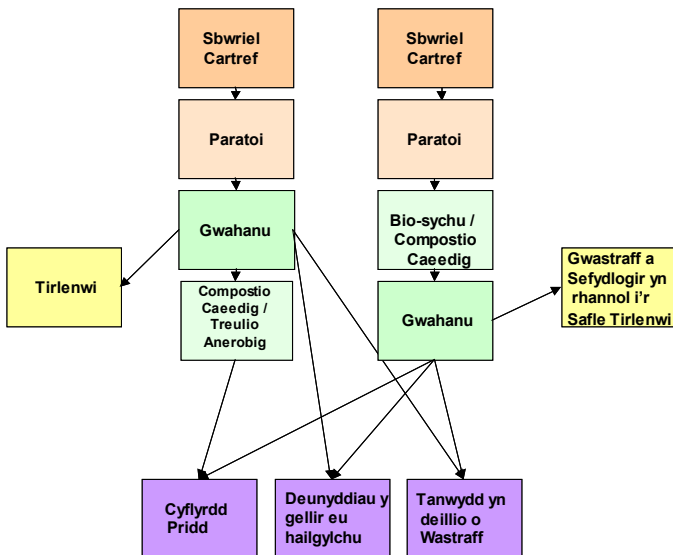 Sbwriel
Cartref
Sbwriel
Cartref
Paratoi
Paratoi
Gwahanu
Bio-sychu /
Compostio
Caeedig
Tirlenwi
Gwastraff a
Sefydlogir yn
rhannol i'r
Safle Tirlenwi
Compostio
Caeedig /
Treulio
Anerobig
Gwahanu
Cyflyrdd
Pridd
Deunyddiau y
gellir eu
hailgylchu
Tanwydd yn
deillio o
Wastraff